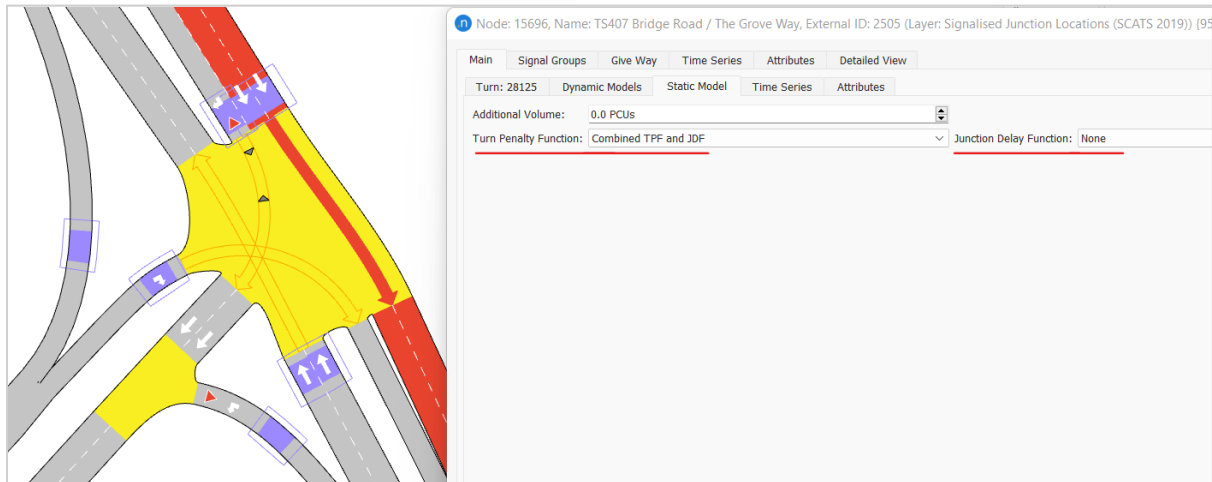 Node: 15696, Name: TS407 Bridge Road / The Grove Way, External ID: 2505 (Layer: Signalised Junction Locations (SCATS 2019)) {95
Main Signal Groups Give Way Time Series Attributes Detailed View
Turn: 28125 Dynamic Models Static Model Time Series Attributes
Additional Volume: 0.0 PCUs
Turn Penalty Function: Combined TPF and JDF Junction Delay Function: None